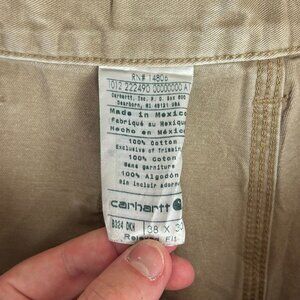 RN# 14806
1012 222490 00000000 A
Carhartt, Inc. P.O. Box 600
Dearborn, MI 48121 USA
Made in Mexico
Fabriqué au Mexique
Hecho en México
100% Cotton
Exclusive of Trimming
100% coton
Sans garniture
100% Algodón
Sin incluir adornos
carhartt
B324 DKH
38 X 30
Relaxed Fit